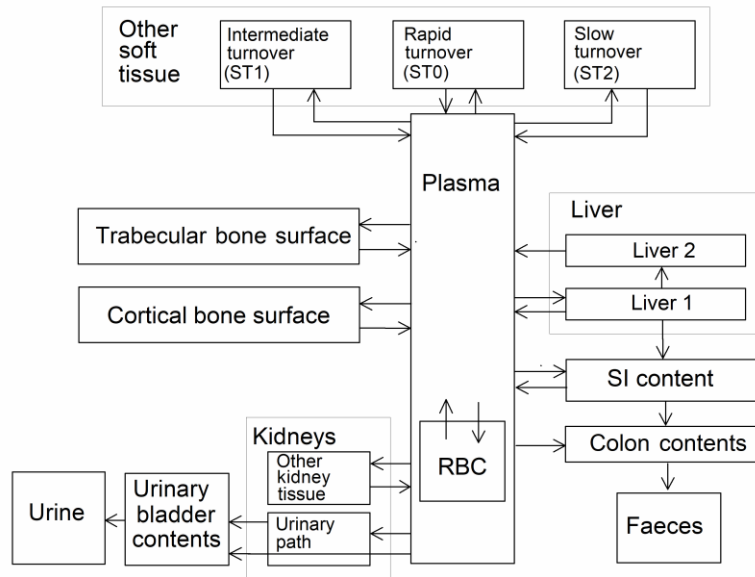 Other
soft
tissue
Intermediate
turnover
(ST1)
Rapid
turnover
(ST0)
Slow
turnover
(ST2)
Plasma
Liver
Liver 2
Liver 1
Trabecular bone surface
Cortical bone surface
SI content
Colon contents
Faeces
RBC
Kidneys
Other
kidney
tissue
Urinary
path
Urinary
bladder
contents
Urine